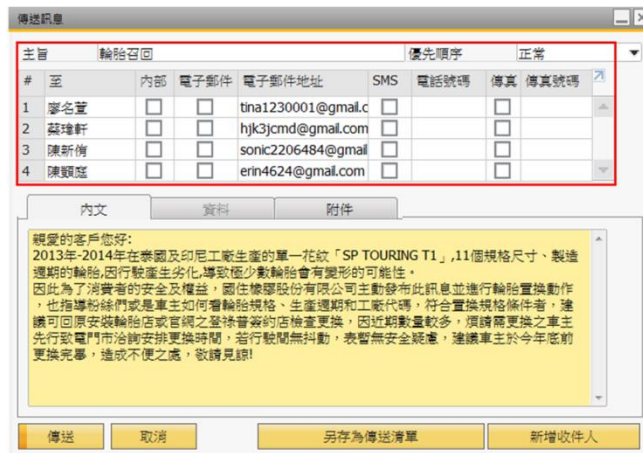 傳送訊息
主旨 輪胎召回 優先順序 正常
# 至 內部 電子郵件 電子郵件地址 SMS 電話號碼 傳真 傳真號碼
1 廖名萱 tina1230001@gmail.c
2 蔡瑋軒 hjk3jcmd@gmail.com
3 陳新侑 sonic2206484@gmail
4 陳顗庭 erin4624@gmail.com
內文 資料 附件
親愛的客戶您好:
2013年-2014年在泰國及印尼工廠生產的單一花紋「SP TOURING T1」,11個規格尺寸、製造
週期的輪胎,因行駛產生劣化,導致極少數輪胎會有變形的可能性。
因此為了消費者的安全及權益,國住橡膠股份有限公司主動發布此訊息並進行輪胎置換動作
,也指導粉絲們或是車主如何看輪胎規格、生產週期和工廠代碼,符合置換規格條件者,建
議可回原安裝輪胎店或官網之登祿普簽約店檢查更換,因近期數量較多,煩請需更換之車主
先行致電門市洽詢安排更換時間,若行駛間無抖動,表暫無安全疑慮,建議車主於今年底前
更換完畢,造成不便之處,敬請見諒!
傳送 取消 另存為傳送清單 新增收件人